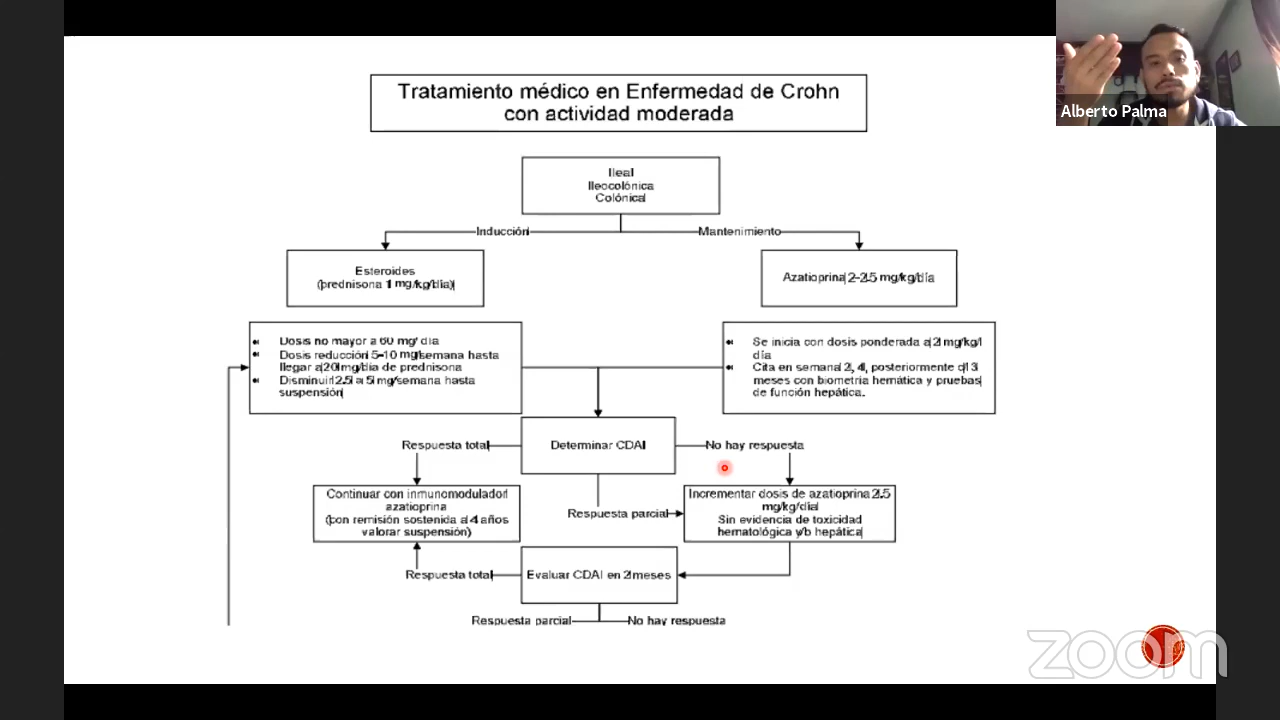 Alberto Palma
Tratamiento médico en Enfermedad de Crohn
con actividad moderada
Ileal
Ileocolónica
Colónical
Inducción
Mantenimiento
Esteroides
(prednisona 1 mg/kg/día)
Azatioprina 2-2.5 mg/kg/día
Dosis no mayor a 60 mg/ día
Dosis reducción 5-10 mg/semana hasta
llegar a 20 mg/día de prednisona
Disminuir 2.5 a 5 mg/semana hasta
suspensión
Se inicia con dosis ponderada a 2 mg/kg/
día
Cita en semana 2, 4, posteriormente c/ 3
meses con biometría hemática y pruebas
de función hepática.
Respuesta total
Determinar CDAI
No hay respuesta
Continuar con inmunomodulador
azatioprina
(con remisión sostenida a 4 años
valorar suspensión)
Respuesta parcial
Incrementar dosis de azatioprina 2.5
mg/kg/día
Sin evidencia de toxicidad
hematológica y/o hepática
Respuesta total
Evaluar CDAI en 2 meses
Respuesta parcial
No hay respuesta
zoom